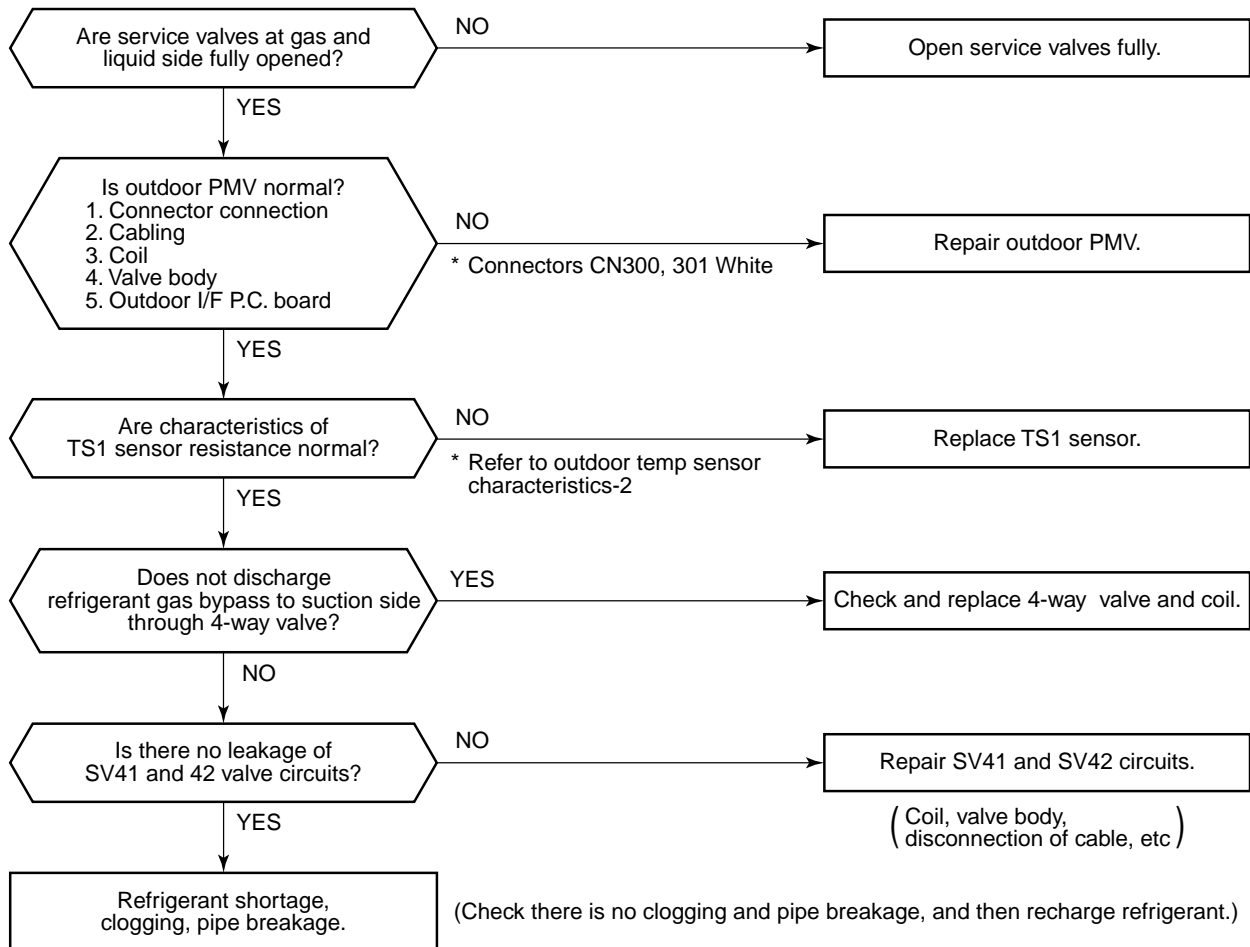 Are service valves at gas and
liquid side fully opened?
NO
Open service valves fully.
YES
Is outdoor PMV normal?
1. Connector connection
2. Cabling
3. Coil
4. Valve body
5. Outdoor I/F P.C. board
NO
* Connectors CN300, 301 White
Repair outdoor PMV.
YES
Are characteristics of
TS1 sensor resistance normal?
NO
* Refer to outdoor temp sensor
characteristics-2
Replace TS1 sensor.
YES
Does not discharge
refrigerant gas bypass to suction side
through 4-way valve?
YES
Check and replace 4-way valve and coil.
NO
Is there no leakage of
SV41 and 42 valve circuits?
NO
Repair SV41 and SV42 circuits.
(Coil, valve body,
disconnection of cable, etc)
YES
Refrigerant shortage,
clogging, pipe breakage.
(Check there is no clogging and pipe breakage, and then recharge refrigerant.)